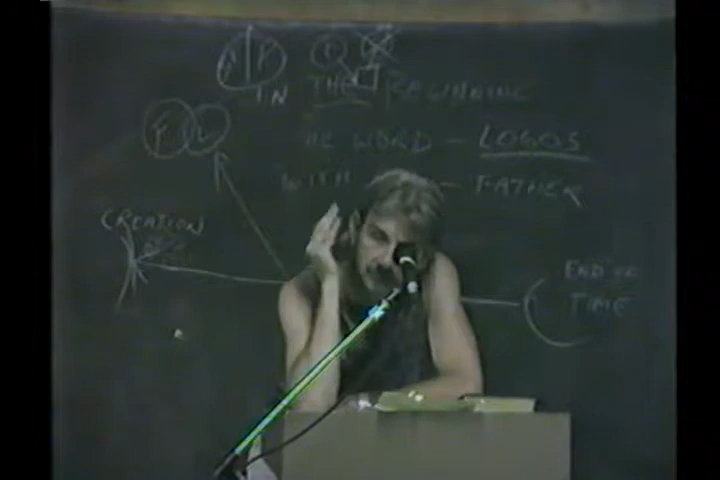 IN THE BEGINNING
WORD - LOGOS
WITH - FATHER
F L
CREATION
END OF
TIME